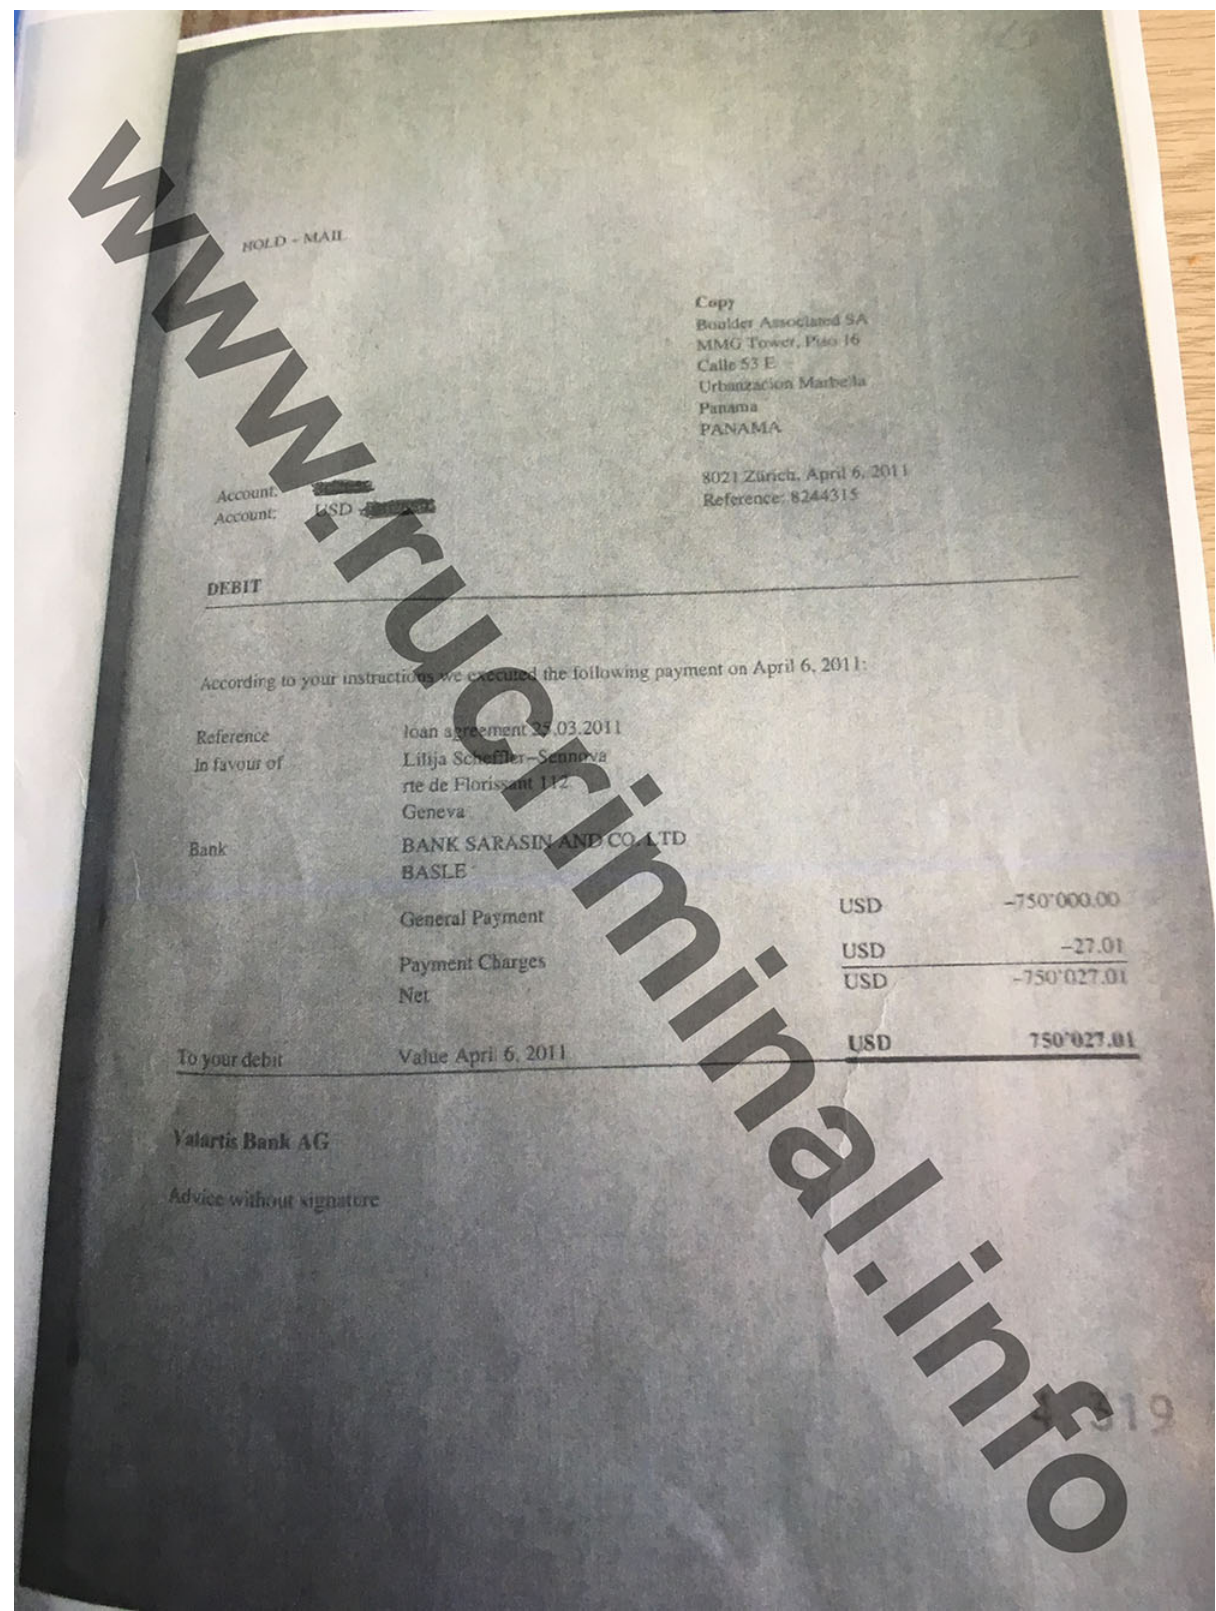 HOLD - MAIL
Copy
Boulder Associated SA
MMG Tower, Piso 16
Calle 53 E
Urbanzacion Marbella
Panama
PANAMA
8021 Zürich, April 6, 2011
Reference: 8244315
Account:
Account: USD
DEBIT
According to your instructions we executed the following payment on April 6, 2011:
Reference loan agreement 25.03.2011
In favour of Lilija Scheffler-Sennova
rte de Florissant 112
Geneva
Bank BANK SARASIN AND CO. LTD
BASLE
General Payment USD -750'000.00
Payment Charges USD -27.01
Net USD -750'027.01
To your debit Value April 6, 2011 USD 750'027.01
Valartis Bank AG
Advice without signature
www.rucriminal.info